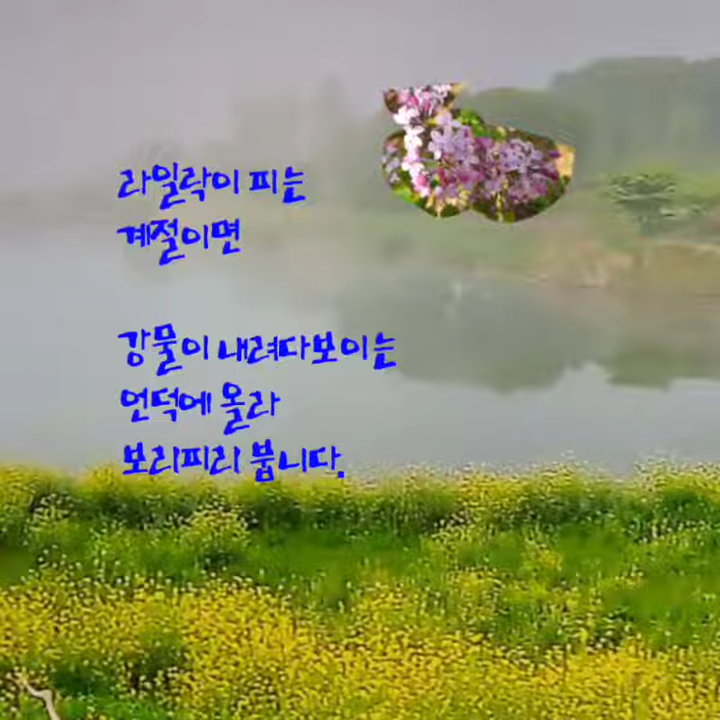 라일락이 피는
계절이면
강물이 내려다보이는
언덕에 올라
보리피리 붑니다.